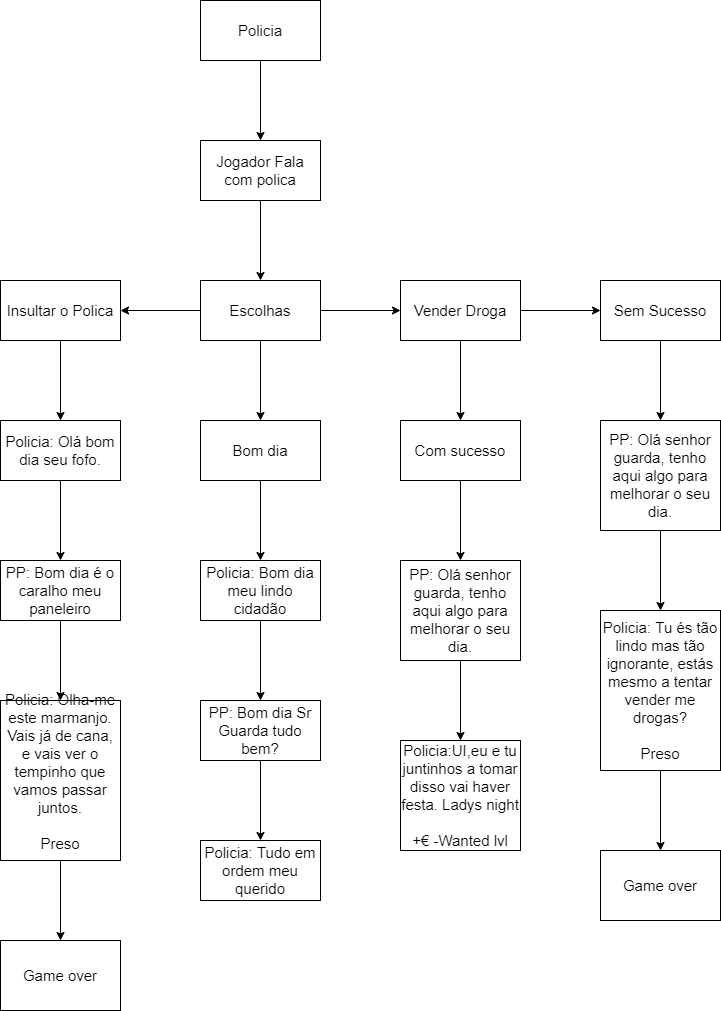 Policia
Jogador Fala
com polica
Insultar o Polica
Escolhas
Vender Droga
Sem Sucesso
Policia: Olá bom
dia seu fofo.
PP: Bom dia é o
caralho meu
paneleiro
Policia: Olha-me
este marmanjo.
Vais já de cana,
e vais ver o
tempinho que
vamos passar
juntos.
Preso
Game over
Bom dia
Policia: Bom dia
meu lindo
cidadão
PP: Bom dia Sr
Guarda tudo
bem?
Policia: Tudo em
ordem meu
querido
Com sucesso
PP: Olá senhor
guarda, tenho
aqui algo para
melhorar o seu
dia.
Policia:UI,eu e tu
juntinhos a tomar
disso vai haver
festa. Ladys night
+€ -Wanted lvl
PP: Olá senhor
guarda, tenho
aqui algo para
melhorar o seu
dia.
Policia: Tu és tão
lindo mas tão
ignorante, estás
mesmo a tentar
vender me
drogas?
Preso
Game over